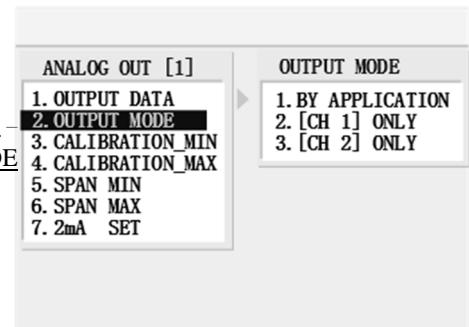 ANALOG OUT [1]
1. OUTPUT DATA
2. OUTPUT MODE
3. CALIBRATION_MIN
4. CALIBRATION_MAX
5. SPAN MIN
6. SPAN MAX
7. 2mA SET
OUTPUT MODE
1. BY APPLICATION
2. [CH 1] ONLY
3. [CH 2] ONLY